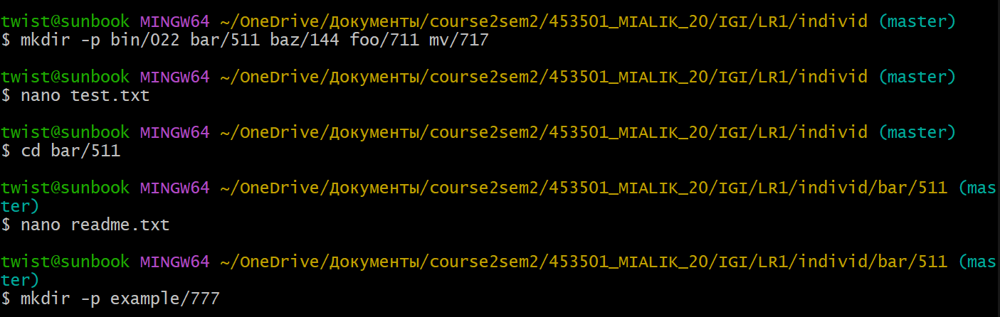 twist@sunbook MINGW64 ~/OneDrive/Документы/course2sem2/453501_MIALIK_20/IGI/LR1/individ (master)
$ mkdir -p bin/022 bar/511 baz/144 foo/711 mv/717
twist@sunbook MINGW64 ~/OneDrive/Документы/course2sem2/453501_MIALIK_20/IGI/LR1/individ (master)
$ nano test.txt
twist@sunbook MINGW64 ~/OneDrive/Документы/course2sem2/453501_MIALIK_20/IGI/LR1/individ (master)
$ cd bar/511
twist@sunbook MINGW64 ~/OneDrive/Документы/course2sem2/453501_MIALIK_20/IGI/LR1/individ/bar/511 (mas
ter)
$ nano readme.txt
twist@sunbook MINGW64 ~/OneDrive/Документы/course2sem2/453501_MIALIK_20/IGI/LR1/individ/bar/511 (mas
ter)
$ mkdir -p example/777